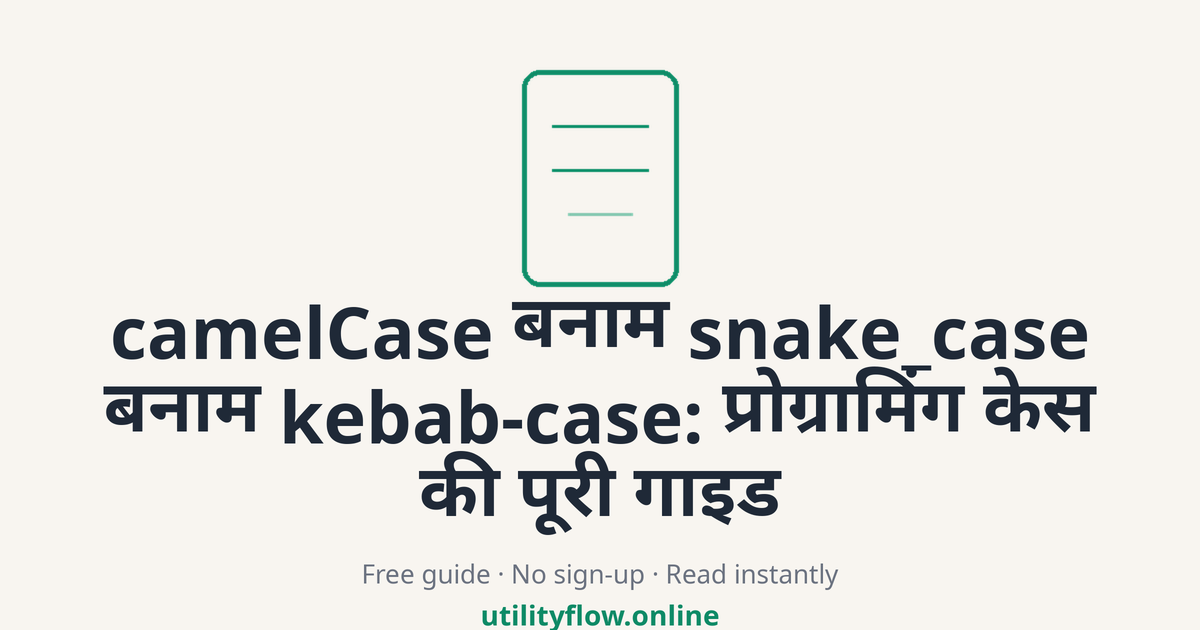 camelCase बनाम snake_case
बनाम kebab-case: प्रोग्रामिंग केस
की पूरी गाइड
Free guide · No sign-up · Read instantly
utilityflow.online